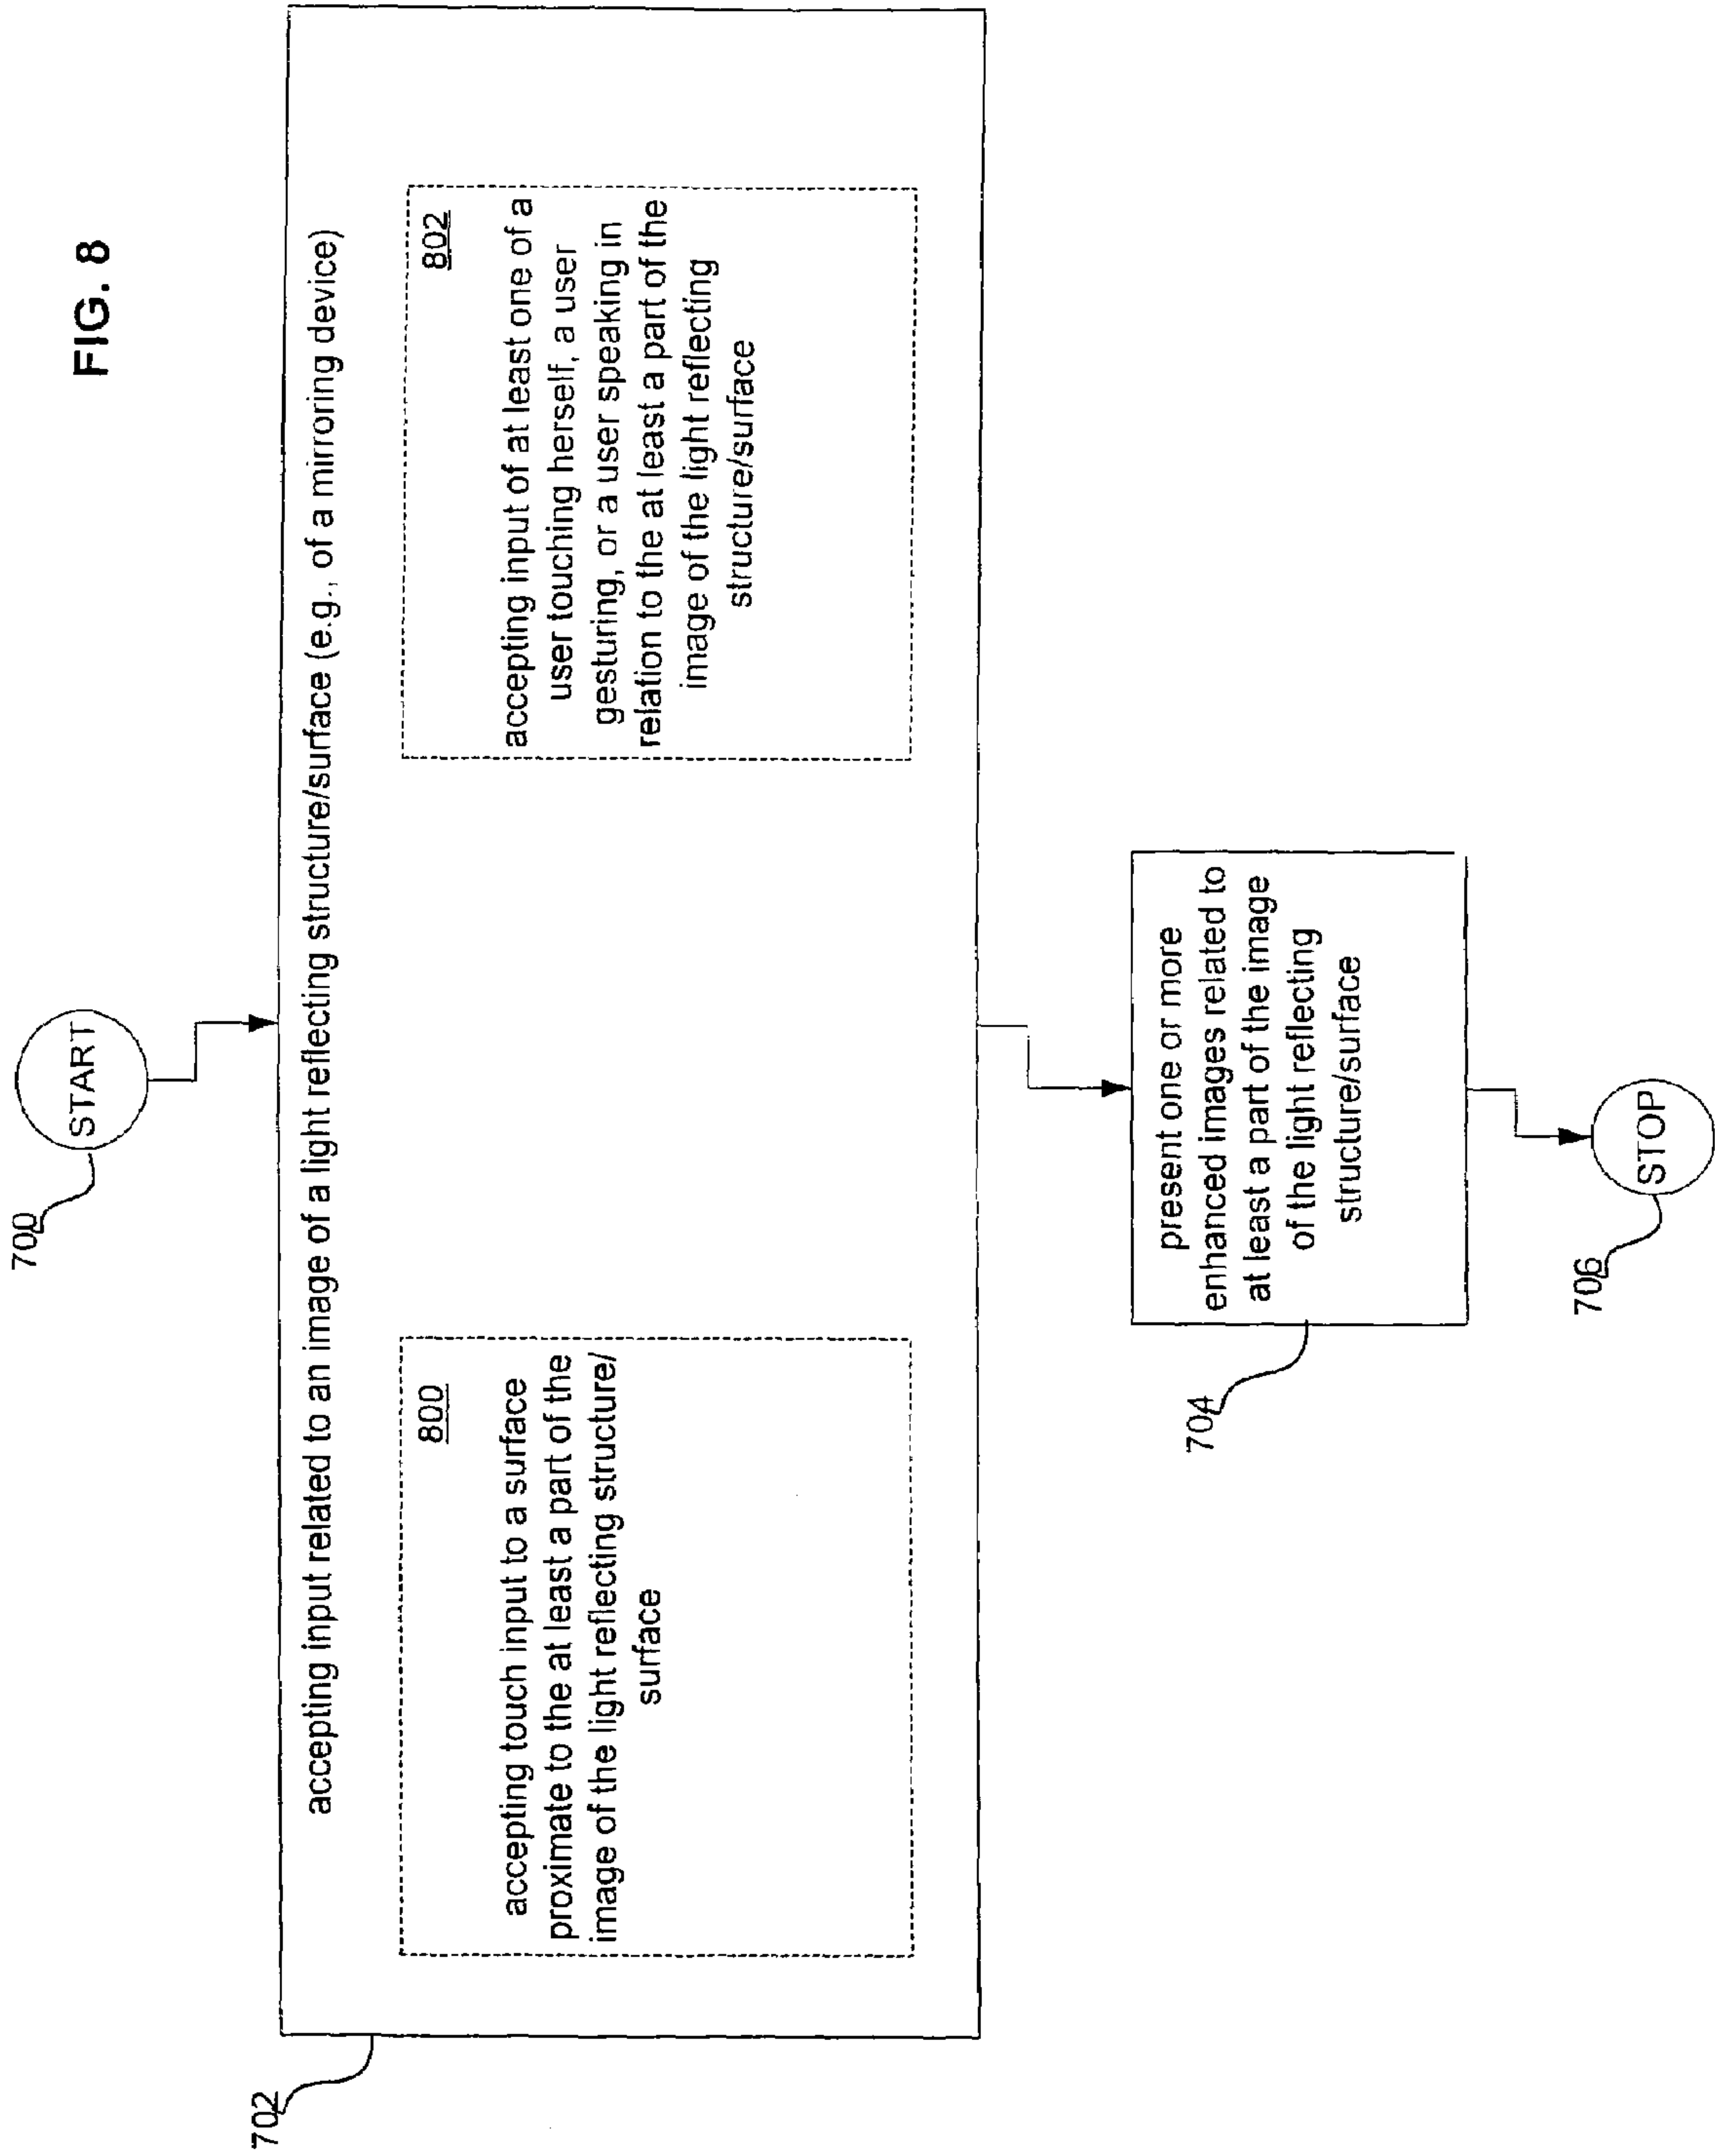 FIG. 8
700
START
702
accepting input related to an image of a light reflecting structure/surface (e.g., of a mirroring device)
800
accepting touch input to a surface
proximate to the at least a part of the
image of the light reflecting structure/
surface
802
accepting input of at least one of a
user touching herself, a user
gesturing, or a user speaking in
relation to the at least a part of the
image of the light reflecting
structure/surface
704
present one or more
enhanced images related to
at least a part of the image
of the light reflecting
structure/surface
706
STOP